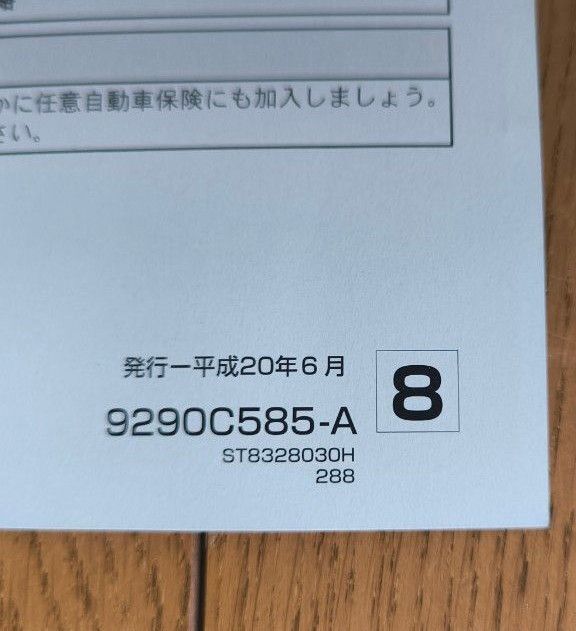 かに任意自動車保険にも加入しましょう。
さい。
発行ー平成20年6月
8
9290C585-A
ST8328030H
288